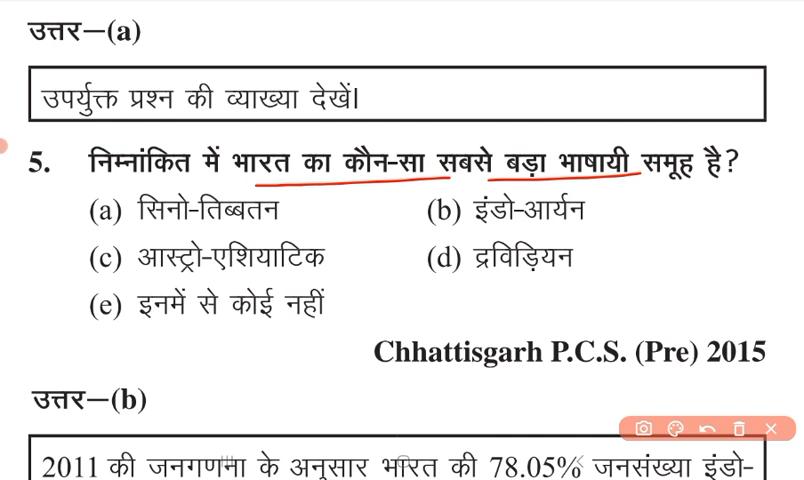 उत्तर—(a)
उपर्युक्त प्रश्न की व्याख्या देखें।
5. निम्नांकित में भारत का कौन-सा सबसे बड़ा भाषायी समूह है?
(a) सिनो-तिब्बतन (b) इंडो-आर्यन
(c) आस्ट्रो-एशियाटिक (d) द्रविड़ियन
(e) इनमें से कोई नहीं
Chhattisgarh P.C.S. (Pre) 2015
उत्तर—(b)
2011 की जनगणना के अनुसार भारत की 78.05% जनसंख्या इंडो-